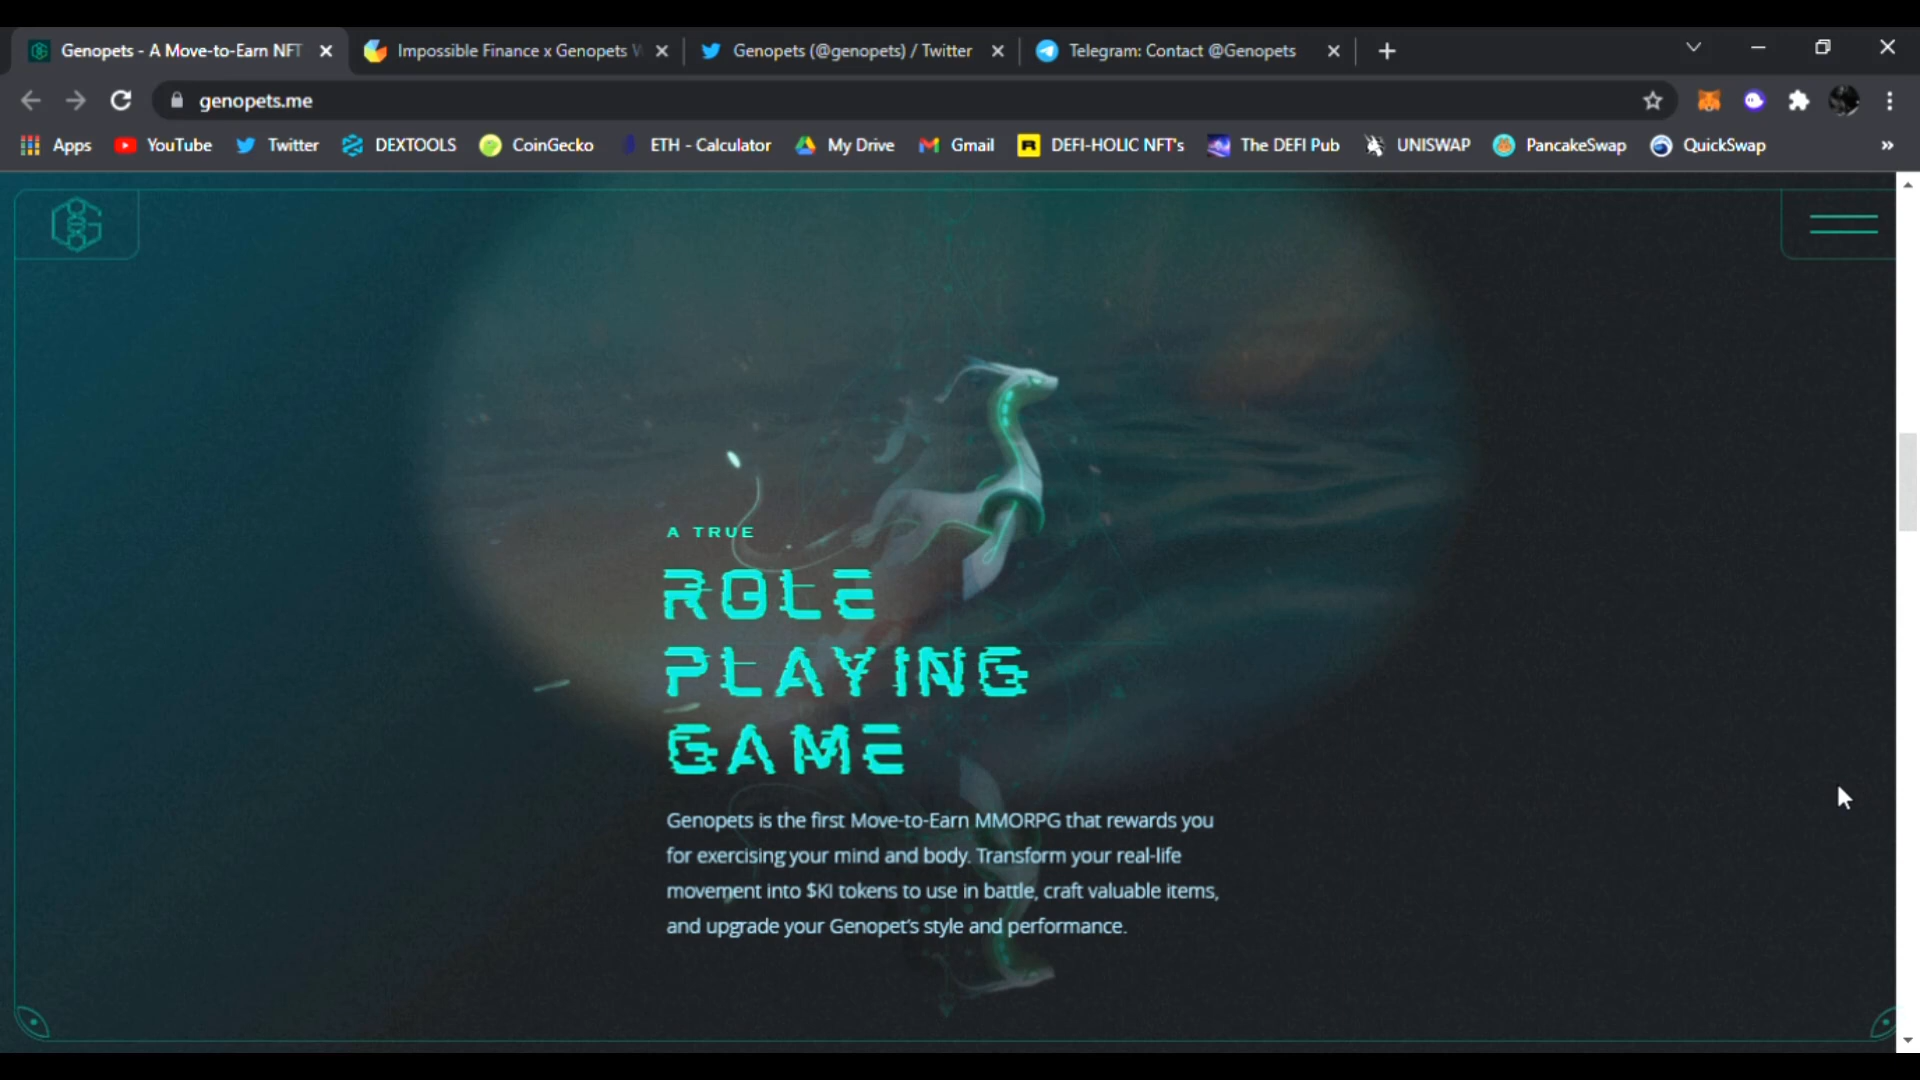 Genopets - A Move-to-Earn NFT
Impossible Finance x Genopets
Genopets (@genopets) / Twitter
Telegram: Contact @Genopets
genopets.me
Apps
YouTube
Twitter
DEXTOOLS
CoinGecko
ETH - Calculator
My Drive
Gmail
DEFI-HOLIC NFT's
The DEFI Pub
UNISWAP
PancakeSwap
QuickSwap
A TRUE
ROLE
PLAYING
GAME
Genopets is the first Move-to-Earn MMORPG that rewards you
for exercising your mind and body. Transform your real-life
movement into $KI tokens to use in battle, craft valuable items,
and upgrade your Genopet's style and performance.